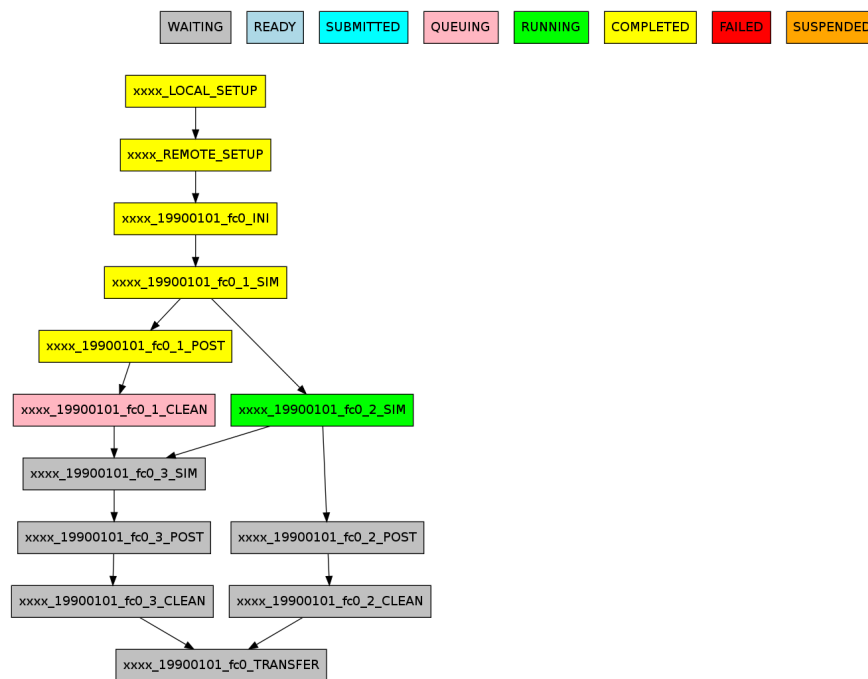 WAITING READY SUBMITTED QUEUING RUNNING COMPLETED FAILED SUSPENDED
xxxx_LOCAL_SETUP
xxxx_REMOTE_SETUP
xxxx_19900101_fc0_INI
xxxx_19900101_fc0_1_SIM
xxxx_19900101_fc0_1_POST
xxxx_19900101_fc0_1_CLEAN xxxx_19900101_fc0_2_SIM
xxxx_19900101_fc0_3_SIM
xxxx_19900101_fc0_3_POST xxxx_19900101_fc0_2_POST
xxxx_19900101_fc0_3_CLEAN xxxx_19900101_fc0_2_CLEAN
xxxx_19900101_fc0_TRANSFER